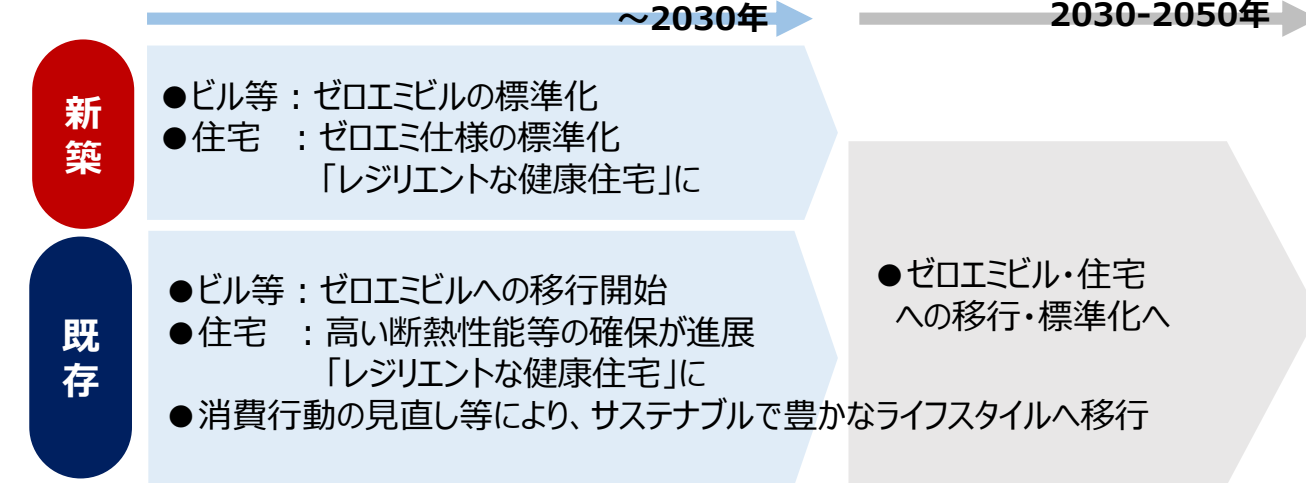 ～2030年
2030-2050年
新築
●ビル等：ゼロエミビルの標準化
●住宅　：ゼロエミ仕様の標準化
「レジリエントな健康住宅」に
既存
●ビル等：ゼロエミビルへの移行開始
●住宅　：高い断熱性能等の確保が進展
「レジリエントな健康住宅」に
●消費行動の見直し等により、サステナブルで豊かなライフスタイルへ移行
●ゼロエミビル・住宅
への移行・標準化へ